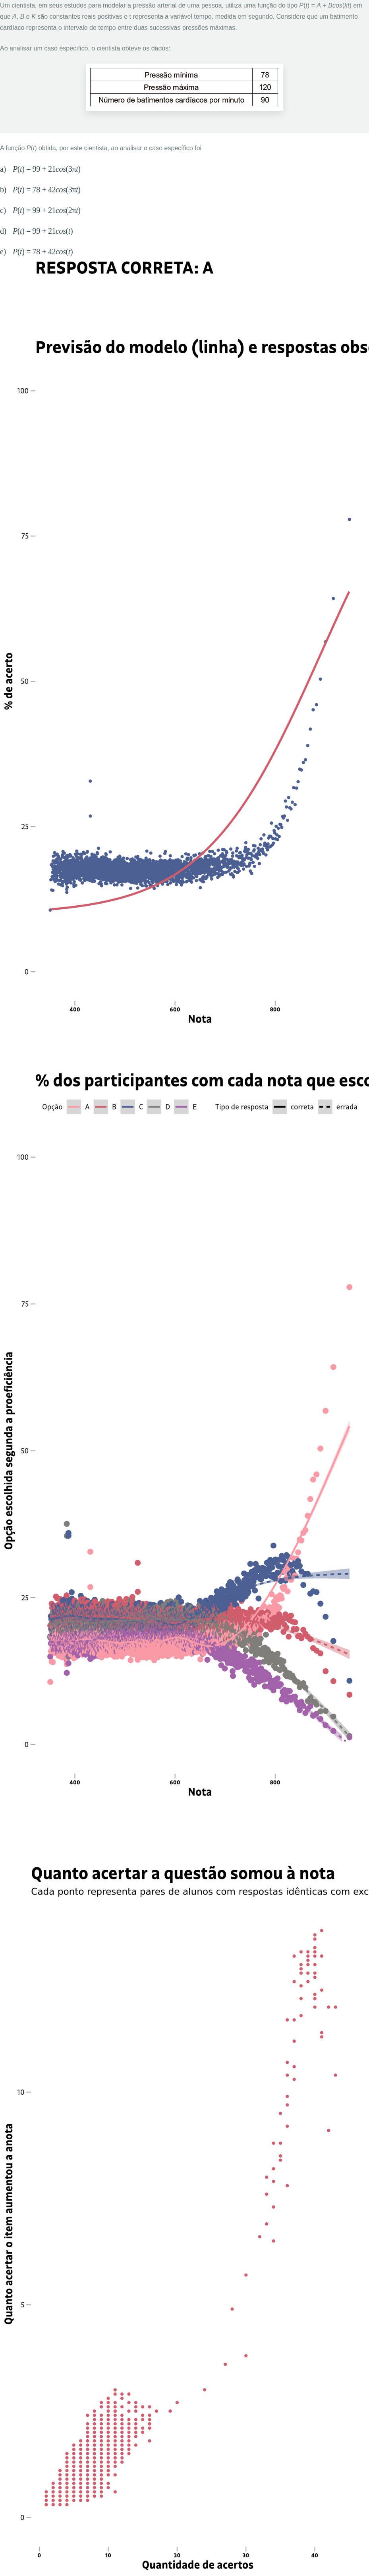 Um cientista, em seus estudos para modelar a pressão arterial de uma pessoa, utiliza uma função do tipo P(t) = A + Bcos(kt) em
que A, B e K são constantes reais positivas e t representa a variável tempo, medida em segundo. Considere que um batimento
cardíaco representa o intervalo de tempo entre duas sucessivas pressões máximas.
Ao analisar um caso específico, o cientista obteve os dados:
Pressão mínima 78
Pressão máxima 120
Número de batimentos cardíacos por minuto 90
A função P(t) obtida, por este cientista, ao analisar o caso específico foi
a) P(t) = 99 + 21cos(3πt)
b) P(t) = 78 + 42cos(3πt)
c) P(t) = 99 + 21cos(2πt)
d) P(t) = 99 + 21cos(t)
e) P(t) = 78 + 42cos(t)
RESPOSTA CORRETA: A
Previsão do modelo (linha) e respostas obs
100
75
50
25
0
% de acerto
400 600 800
Nota
% dos participantes com cada nota que esco
Opção A B C D E Tipo de resposta correta errada
100
75
50
25
0
Opção escolhida segunda a proeficiência
400 600 800
Nota
Quanto acertar a questão somou à nota
Cada ponto representa pares de alunos com respostas idênticas com exc
10
5
0
Quanto acertar o item aumentou a anota
0 10 20 30 40
Quantidade de acertos